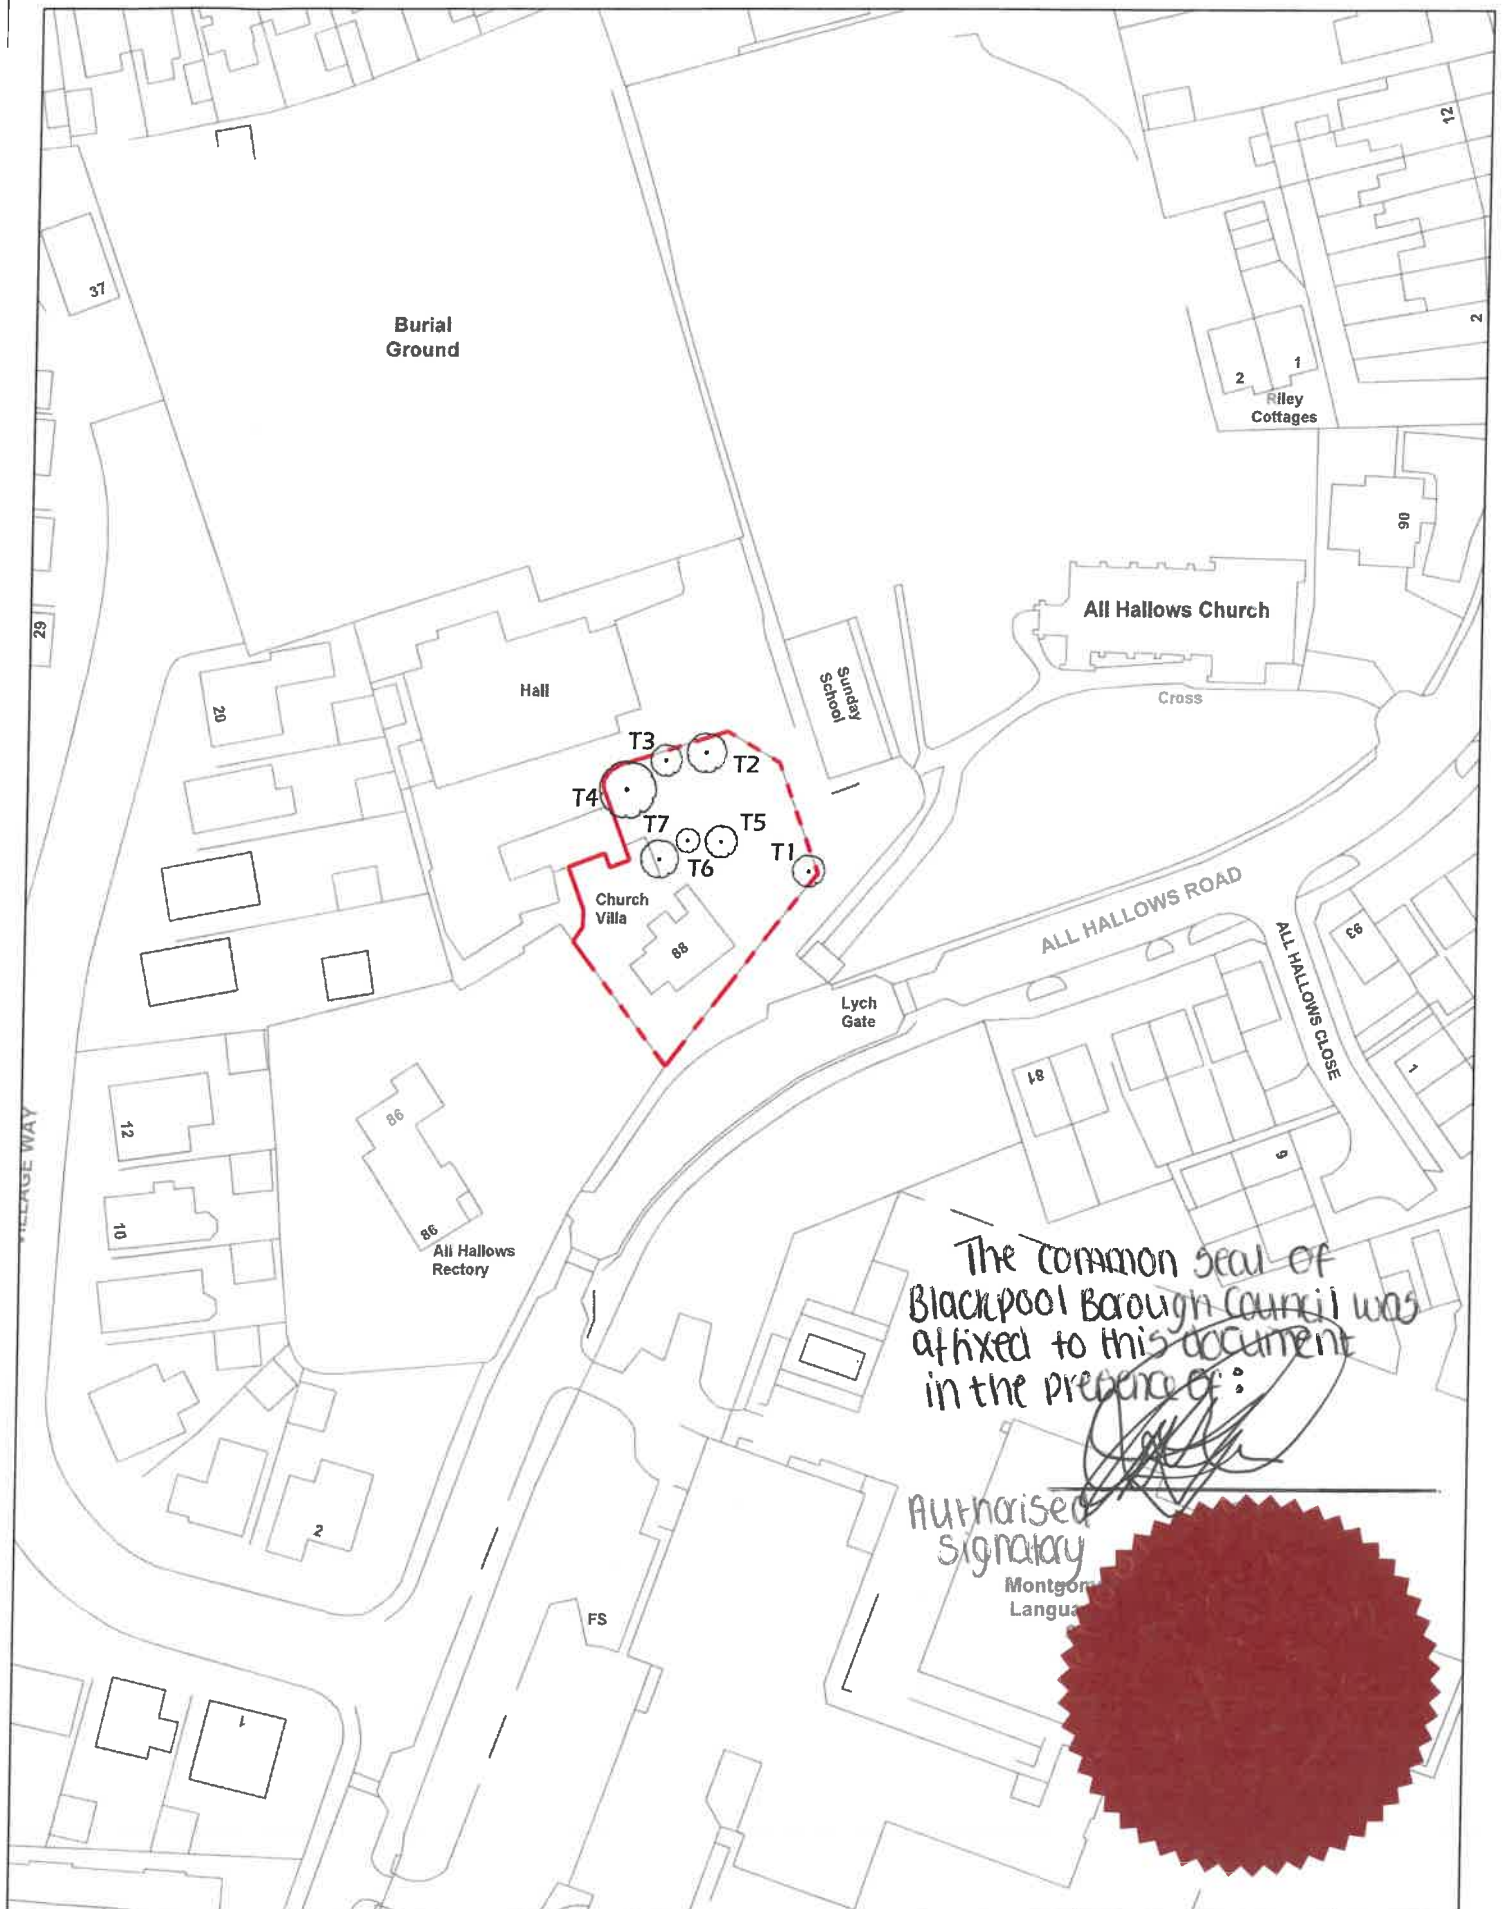 12
37
Burial
Ground
2
1
2
Riley
Cottages
90
All Hallows Church
29
Sunday
School
Hall
20
Cross
T3
T2
T4
T7
T5
T6
T1
Church
Villa
88
ALL HALLOWS ROAD
93
ALL HALLOWS CLOSE
Lych
Gate
81
1
12
86
9
10
86
All Hallows
Rectory
The common seal of
Blackpool Borough Council was
affixed to this document
in the presence of:
Authorised
signatory
2
FS
1